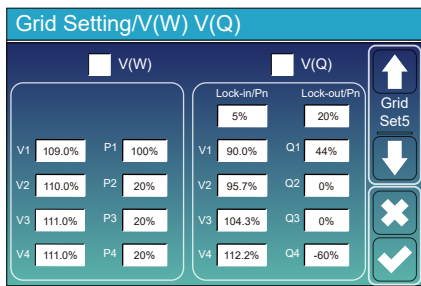 Grid Setting/V(W) V(Q)
V(W)
V(Q)
Lock-in/Pn Lock-out/Pn
5% 20%
V1 109.0% P1 100%
V2 110.0% P2 20%
V3 111.0% P3 20%
V4 111.0% P4 20%
V1 90.0% Q1 44%
V2 95.7% Q2 0%
V3 104.3% Q3 0%
V4 112.2% Q4 -60%
Grid
Set5